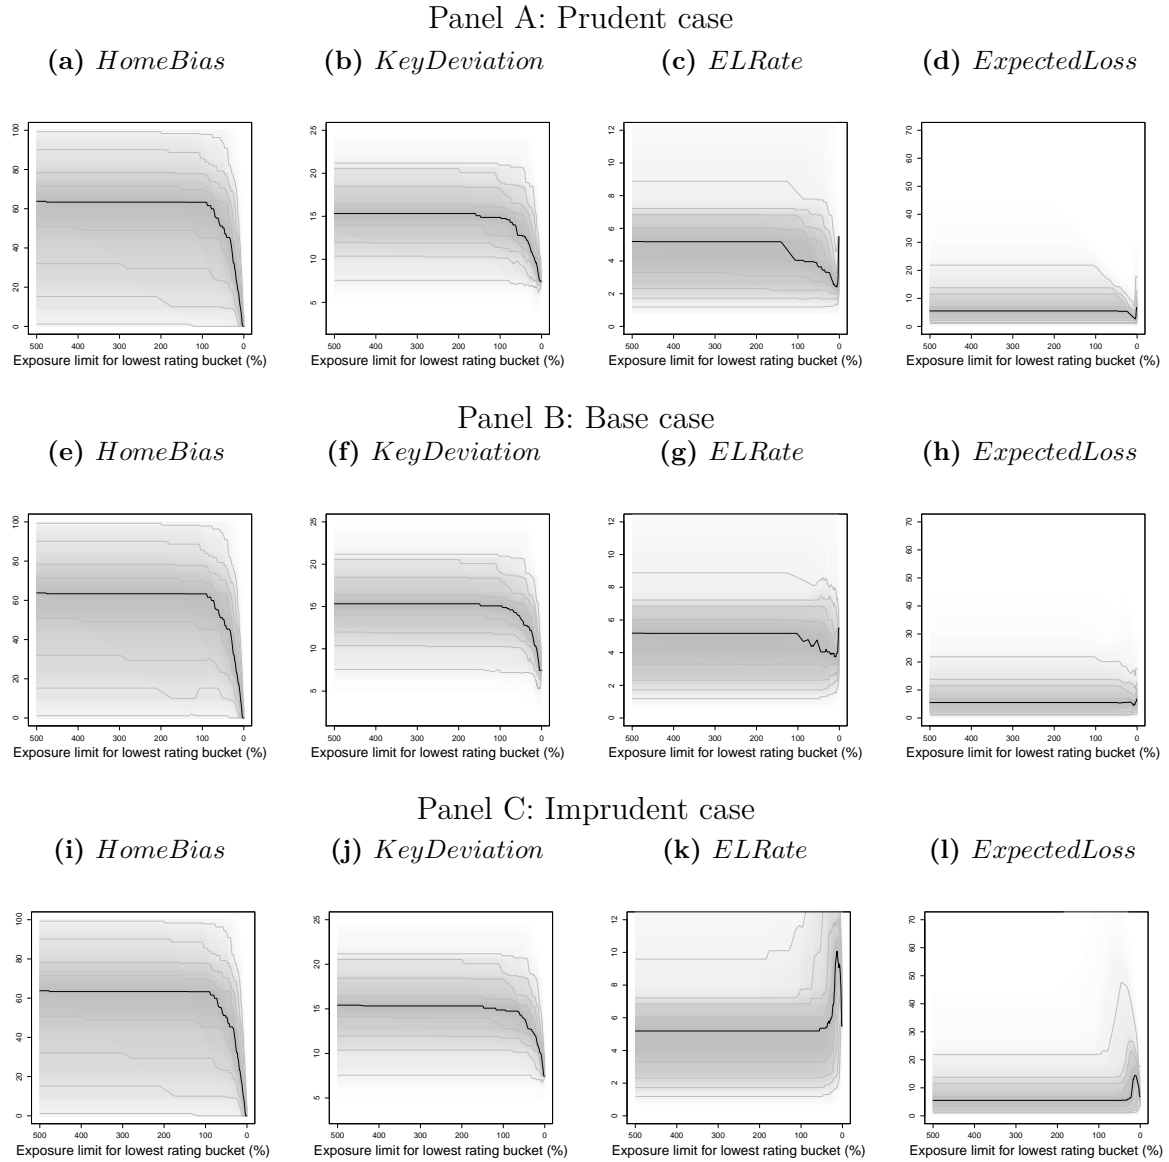 Panel A: Prudent case
(a) HomeBias (b) KeyDeviation (c) ELRate (d) ExpectedLoss
100 80 60 40 20 0
25 20 15 10 5
12 10 8 6 4 2 0
70 60 50 40 30 20 10 0
500 400 300 200 100 0
500 400 300 200 100 0
500 400 300 200 100 0
500 400 300 200 100 0
Exposure limit for lowest rating bucket (%) Exposure limit for lowest rating bucket (%) Exposure limit for lowest rating bucket (%) Exposure limit for lowest rating bucket (%)
Panel B: Base case
(e) HomeBias (f) KeyDeviation (g) ELRate (h) ExpectedLoss
100 80 60 40 20 0
25 20 15 10 5
12 10 8 6 4 2 0
70 60 50 40 30 20 10 0
500 400 300 200 100 0
500 400 300 200 100 0
500 400 300 200 100 0
500 400 300 200 100 0
Exposure limit for lowest rating bucket (%) Exposure limit for lowest rating bucket (%) Exposure limit for lowest rating bucket (%) Exposure limit for lowest rating bucket (%)
Panel C: Imprudent case
(i) HomeBias (j) KeyDeviation (k) ELRate (l) ExpectedLoss
100 80 60 40 20 0
25 20 15 10 5
12 10 8 6 4 2 0
70 60 50 40 30 20 10 0
500 400 300 200 100 0
500 400 300 200 100 0
500 400 300 200 100 0
500 400 300 200 100 0
Exposure limit for lowest rating bucket (%) Exposure limit for lowest rating bucket (%) Exposure limit for lowest rating bucket (%) Exposure limit for lowest rating bucket (%)